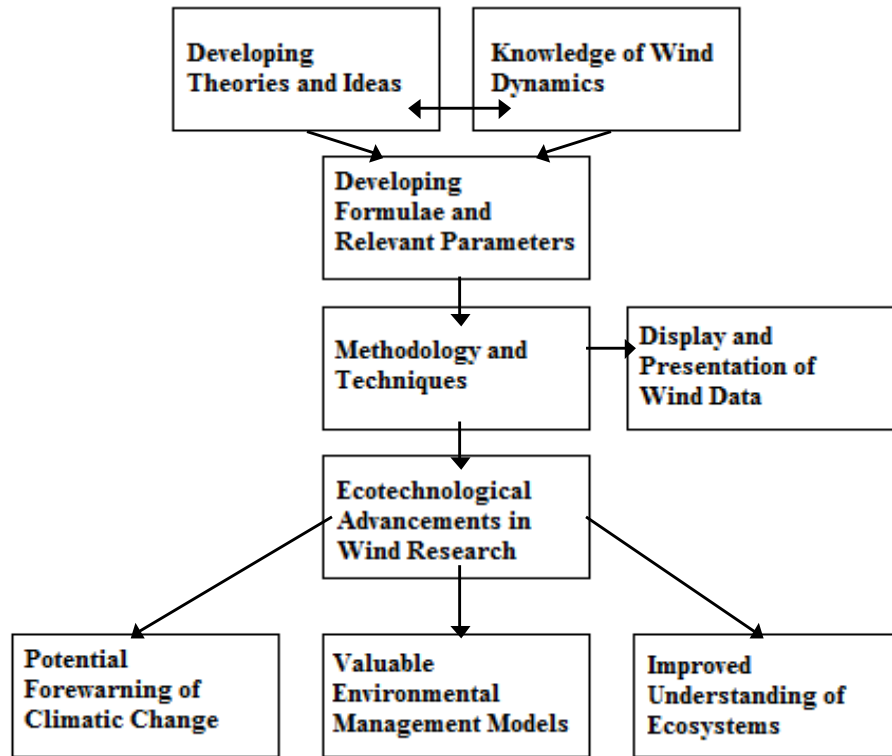 Developing
Theories and Ideas
Knowledge of Wind
Dynamics
Developing
Formulae and
Relevant Parameters
Methodology and
Techniques
Display and
Presentation of
Wind Data
Ecotechnological
Advancements in
Wind Research
Potential
Forewarning of
Climatic Change
Valuable
Environmental
Management Models
Improved
Understanding of
Ecosystems